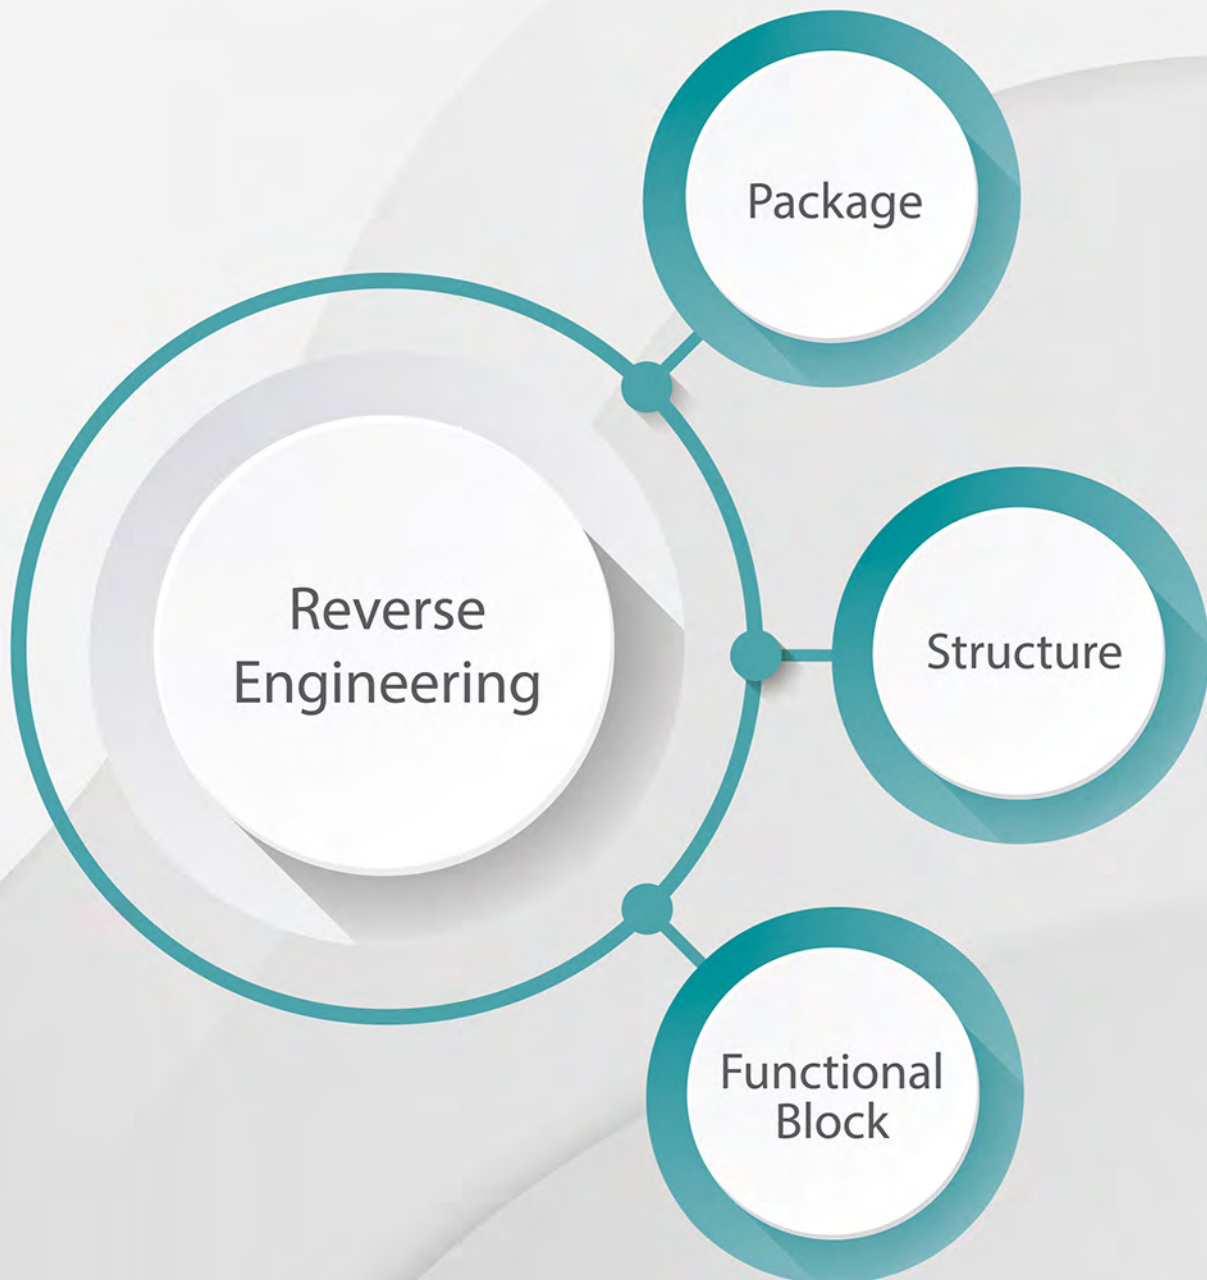 Package
Reverse
Engineering
Structure
Functional
Block